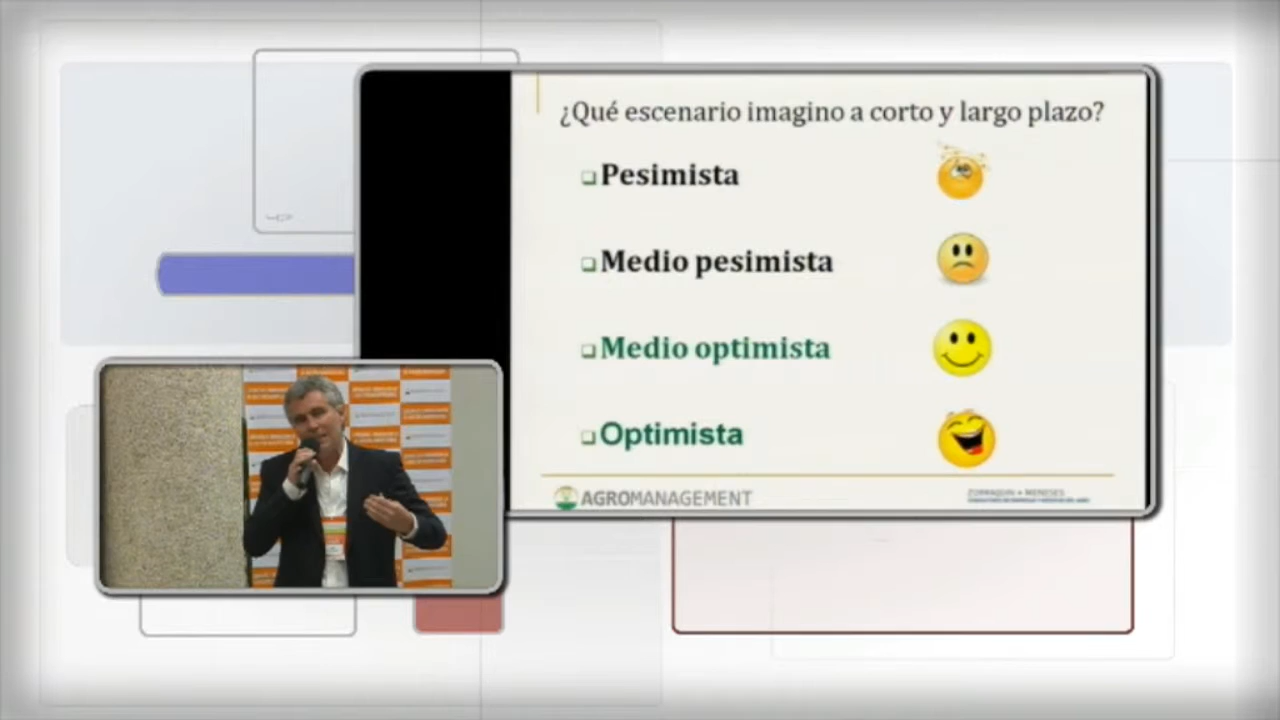 ¿Qué escenario imagino a corto y largo plazo?
Pesimista
Medio pesimista
Medio optimista
Optimista
AGROMANAGEMENT
ZORRAQUIN + MENESES